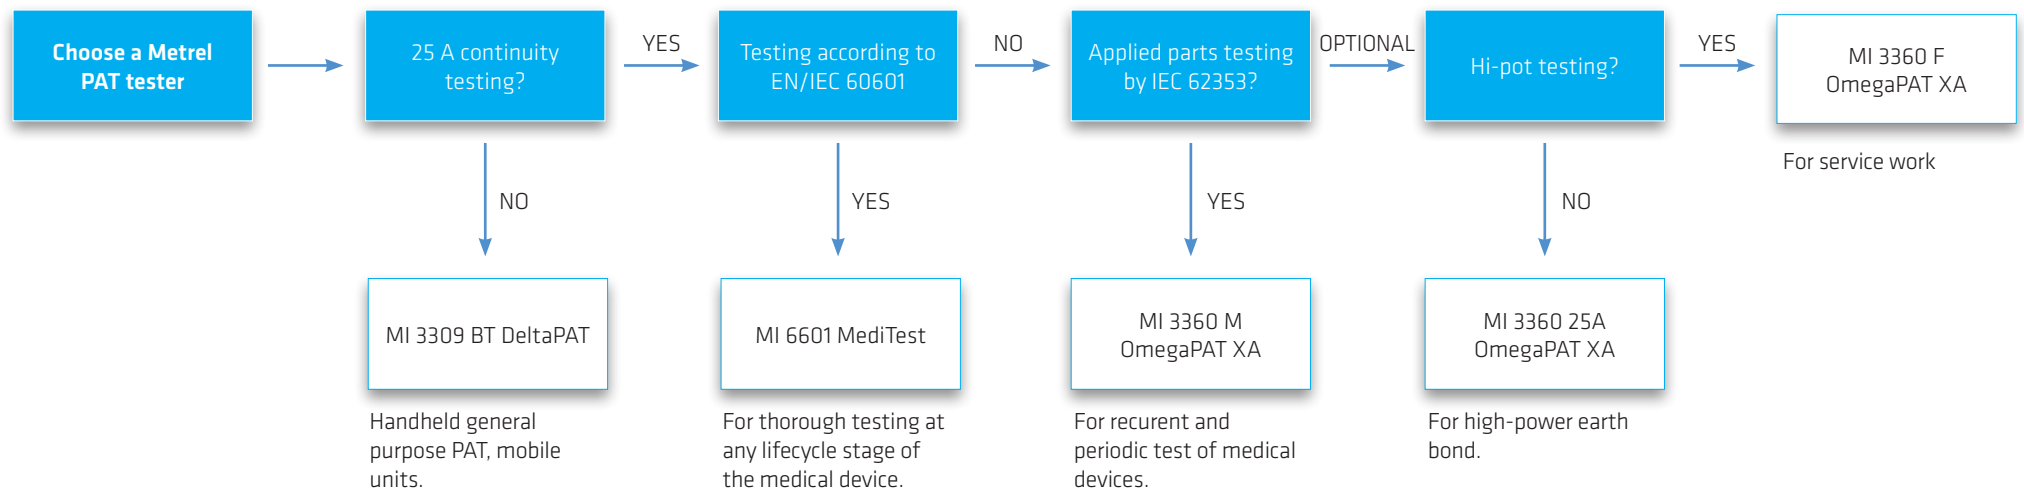 Choose a Metrel
PAT tester
25 A continuity
testing?
YES
Testing according to
EN/IEC 60601
NO
Applied parts testing
by IEC 62353?
OPTIONAL
Hi-pot testing?
YES
MI 3360 F
OmegaPAT XA
For service work
NO
YES
YES
NO
MI 3309 BT DeltaPAT
MI 6601 MediTest
MI 3360 M
OmegaPAT XA
MI 3360 25A
OmegaPAT XA
Handheld general
purpose PAT, mobile
units.
For thorough testing at
any lifecycle stage of
the medical device.
For recurent and
periodic test of medical
devices.
For high-power earth
bond.